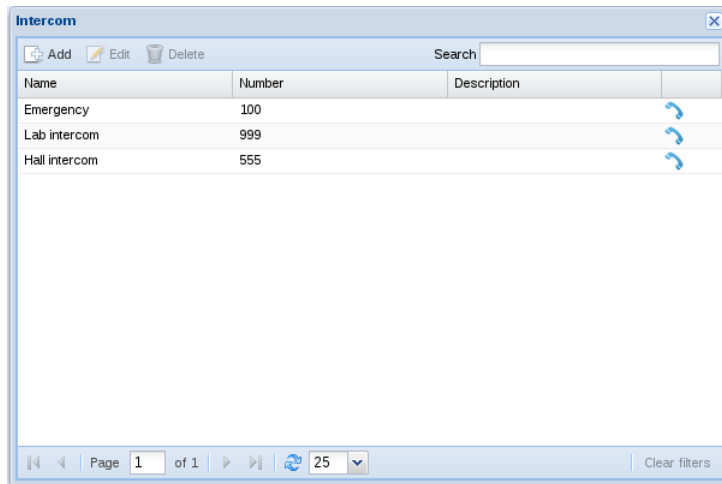 Intercom
Add Edit Delete Search
Name Number Description
Emergency 100
Lab intercom 999
Hall intercom 555
Page 1 of 1 25 Clear filters